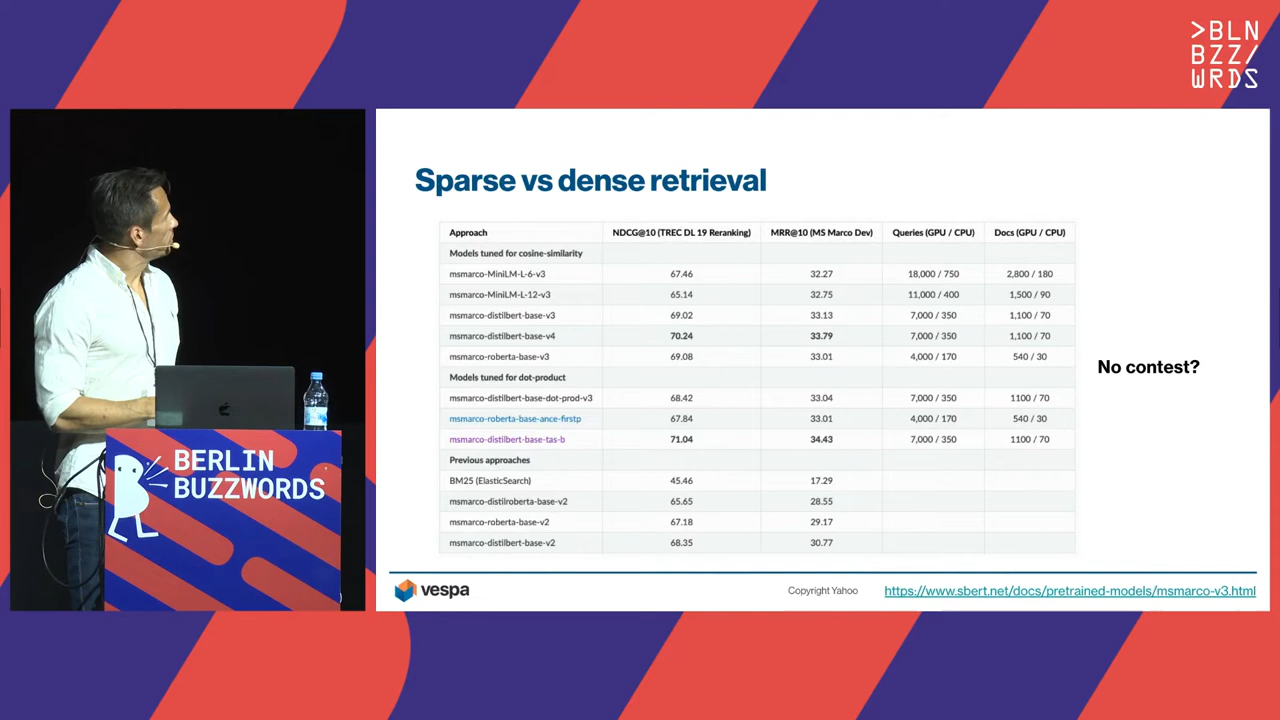 >BLN
BZZ/
WRDS
Sparse vs dense retrieval
Approach NDCG@10 (TREC DL 19 Reranking) MRR@10 (MS Marco Dev) Queries (GPU / CPU) Docs (GPU / CPU)
Models tuned for cosine-similarity
msmarco-MiniLM-L-6-v3 67.46 32.27 18,000 / 750 2,800 / 180
msmarco-MiniLM-L-12-v3 65.14 32.75 11,000 / 400 1,500 / 90
msmarco-distilbert-base-v3 69.02 33.13 7,000 / 350 1,100 / 70
msmarco-distilbert-base-v4 70.24 33.79 7,000 / 350 1,100 / 70
msmarco-roberta-base-v3 69.08 33.01 4,000 / 170 540 / 30
Models tuned for dot-product
msmarco-distilbert-base-dot-prod-v3 68.42 33.04 7,000 / 350 1100 / 70
msmarco-roberta-base-ance-firstp 67.84 33.01 4,000 / 170 540 / 30
msmarco-distilbert-base-tas-b 71.04 34.43 7,000 / 350 1100 / 70
Previous approaches
BM25 (ElasticSearch) 45.46 17.29
msmarco-distilroberta-base-v2 65.65 28.55
msmarco-roberta-base-v2 67.18 29.17
msmarco-distilbert-base-v2 68.35 30.77
No contest?
vespa
Copyright Yahoo
https://www.sbert.net/docs/pretrained-models/msmarco-v3.html
BERLIN
BUZZWORDS